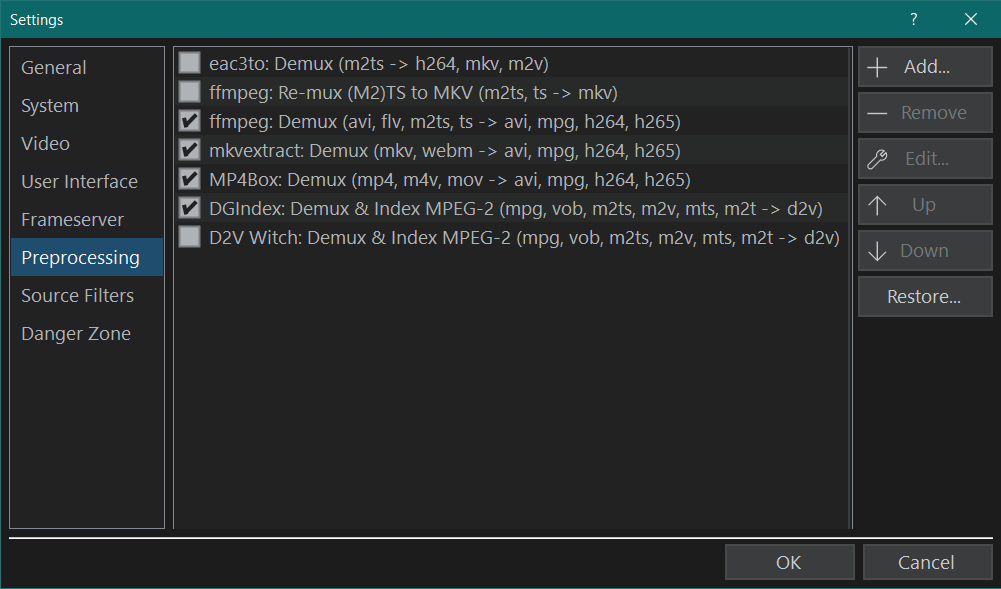 Settings
?
General
System
Video
User Interface
Frameserver
Preprocessing
Source Filters
Danger Zone
eac3to: Demux (m2ts -> h264, mkv, m2v)
ffmpeg: Re-mux (M2)TS to MKV (m2ts, ts -> mkv)
ffmpeg: Demux (avi, flv, m2ts, ts -> avi, mpg, h264, h265)
mkvextract: Demux (mkv, webm -> avi, mpg, h264, h265)
MP4Box: Demux (mp4, m4v, mov -> avi, mpg, h264, h265)
DGIndex: Demux & Index MPEG-2 (mpg, vob, m2ts, m2v, mts, m2t -> d2v)
D2V Witch: Demux & Index MPEG-2 (mpg, vob, m2ts, m2v, mts, m2t -> d2v)
Add...
Remove
Edit...
Up
Down
Restore...
OK
Cancel